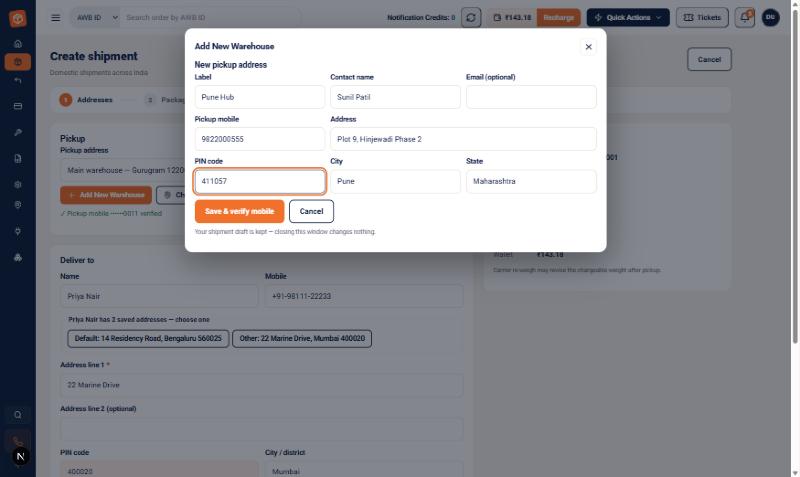 AWB ID
Search order by AWB ID
Notification Credits: 0
₹143.18
Recharge
Quick Actions
Tickets
DU
Create shipment
Domestic shipments across India
Cancel
1 Addresses
2
Pickup
Pickup address
Main warehouse — Gurugram 1220
+ Add New Warehouse
✓ Pickup mobile ······0011 verified
Add New Warehouse
New pickup address
Label
Contact name
Email (optional)
Pune Hub
Sunil Patil
Pickup mobile
Address
9822000555
Plot 9, Hinjewadi Phase 2
PIN code
City
State
411057
Pune
Maharashtra
Save & verify mobile
Cancel
Your shipment draft is kept — closing this window changes nothing.
001
Wallet
₹143.18
Carrier re-weigh may revise the chargeable weight after pickup.
Deliver to
Name
Mobile
Priya Nair
+91-98111-22233
Priya Nair has 2 saved addresses — choose one
Default: 14 Residency Road, Bengaluru 560025
Other: 22 Marine Drive, Mumbai 400020
Address line 1 *
22 Marine Drive
Address line 2 (optional)
PIN code
City / district
400020
Mumbai
N